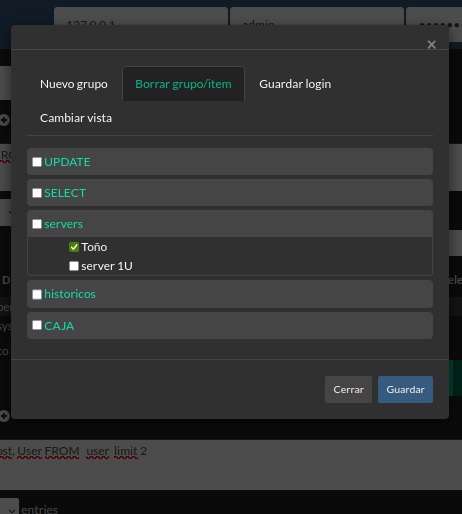 127.0.0.1 admin ••••••
×
Nuevo grupo Borrar grupo/item Guardar login
Cambiar vista
UPDATE
SELECT
servers
Toño
server 1U
historicos
CAJA
Cerrar Guardar
ost, User FROM user limit 2
entries